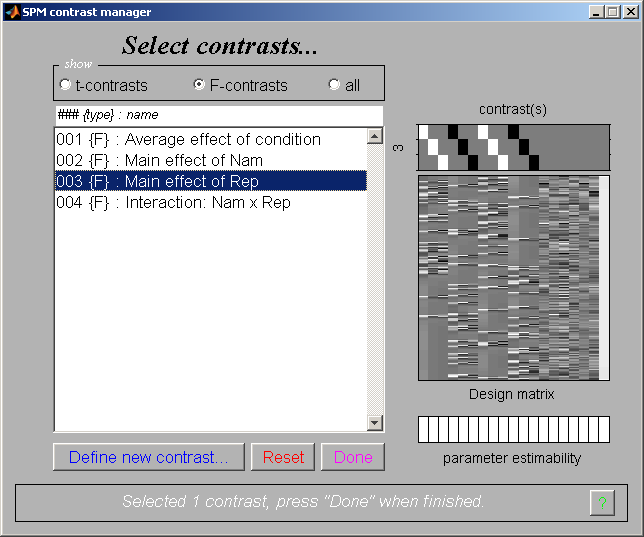 SPM contrast manager
Select contrasts...
show
t-contrasts
F-contrasts
all
### {type} : name
001 {F} : Average effect of condition
002 {F} : Main effect of Nam
003 {F} : Main effect of Rep
004 {F} : Interaction: Nam x Rep
contrast(s)
3
Design matrix
parameter estimability
Define new contrast...
Reset
Done
Selected 1 contrast, press "Done" when finished.
?